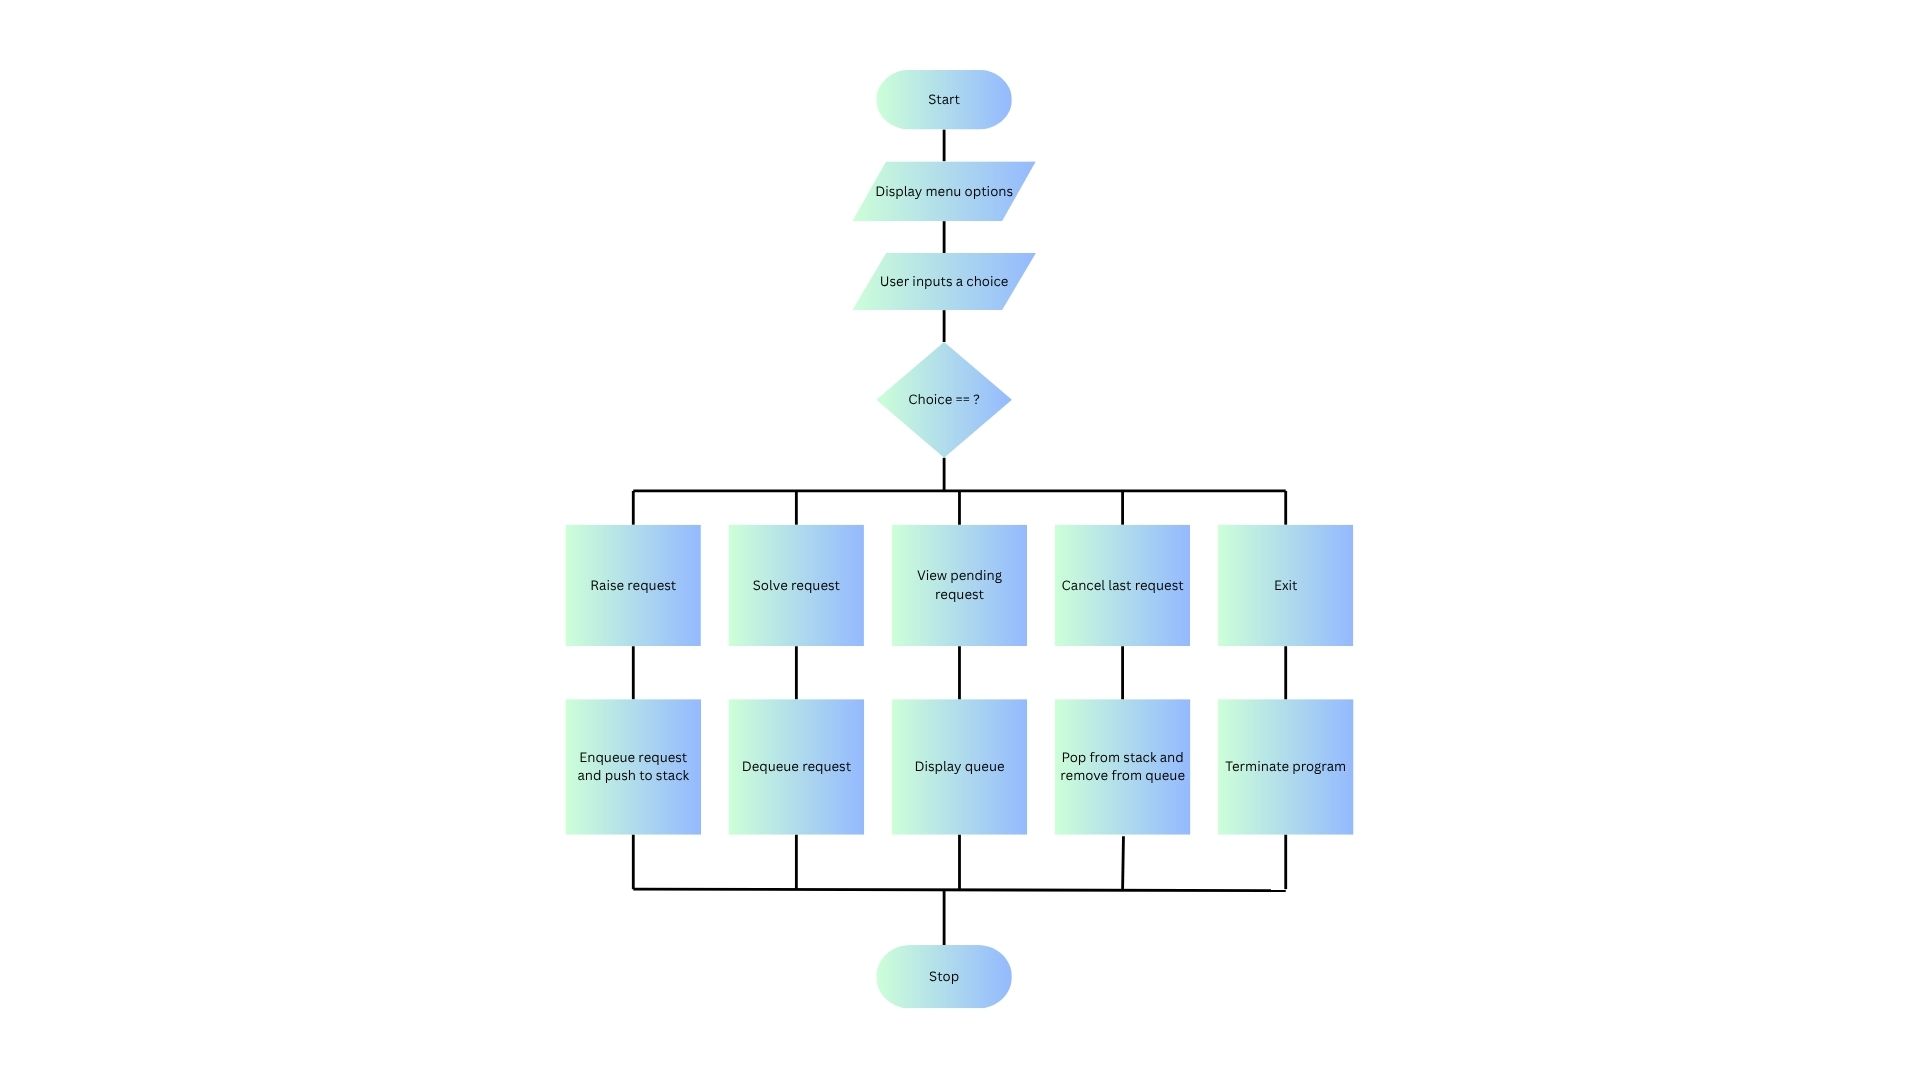 Start
Display menu options
User inputs a choice
Choice == ?
Raise request
Solve request
View pending
request
Cancel last request
Exit
Enqueue request
and push to stack
Dequeue request
Display queue
Pop from stack and
remove from queue
Terminate program
Stop